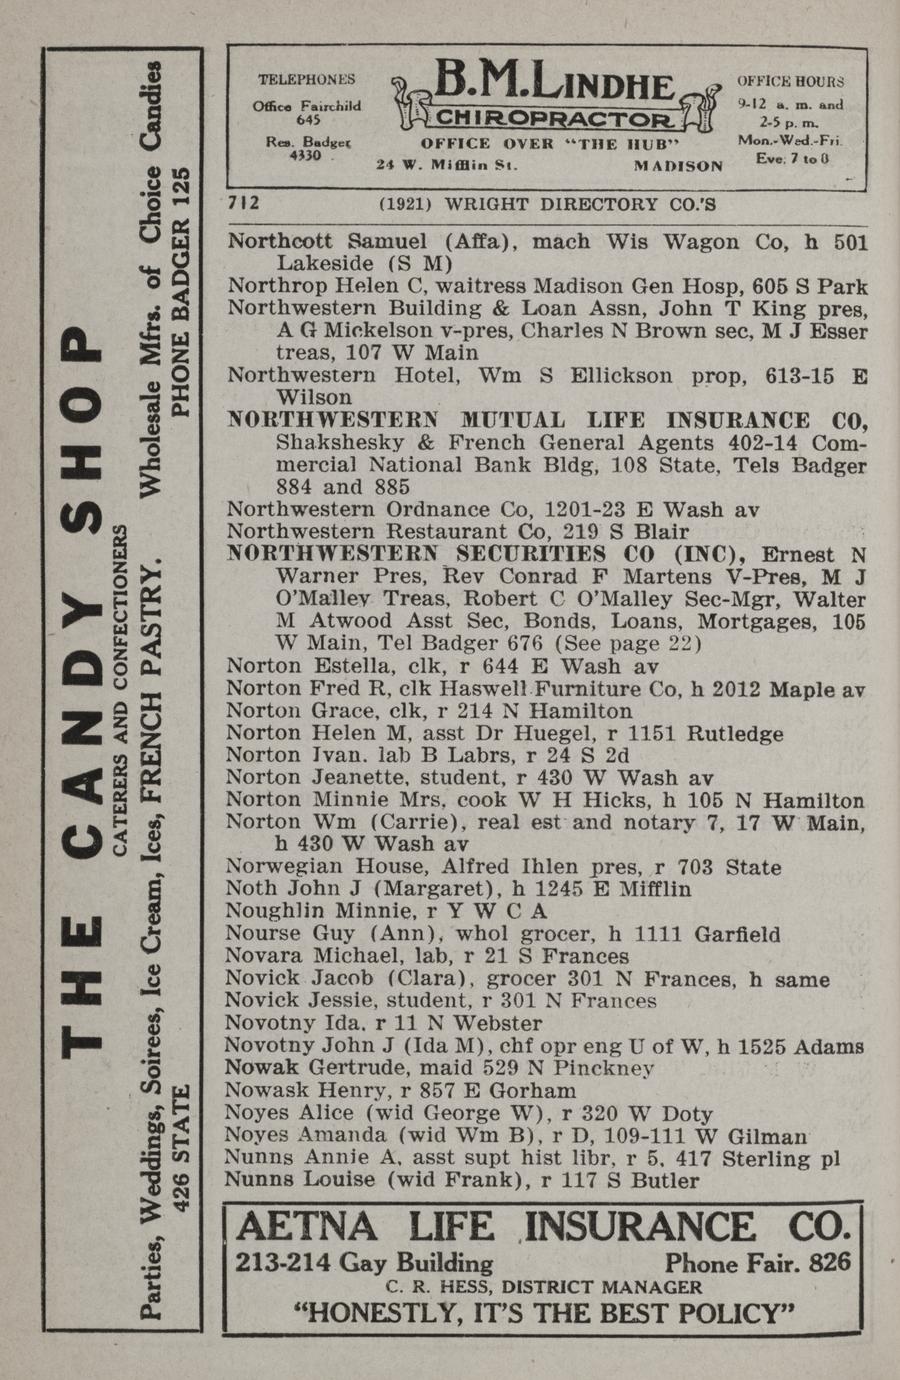 THE CANDY SHOP
CATERERS AND CONFECTIONERS
Parties, Weddings, Soirees, Ice Cream, Ices, FRENCH PASTRY. Wholesale Mfrs. of Choice Candies
426 STATE PHONE BADGER 125
TELEPHONES
Office Fairchild
645
Res. Badger
4330
B.M.LINDHE
CHIROPRACTOR
OFFICE OVER "THE HUB"
24 W. Mifflin St. MADISON
OFFICE HOURS
9-12 a. m. and
2-5 p. m.
Mon.-Wed.-Fri.
Eve. 7 to 8
712 (1921) WRIGHT DIRECTORY CO.'S
Northcott Samuel (Affa), mach Wis Wagon Co, h 501
Lakeside (S M)
Northrop Helen C, waitress Madison Gen Hosp, 605 S Park
Northwestern Building & Loan Assn, John T King pres,
A G Mickelson v-pres, Charles N Brown sec, M J Esser
treas, 107 W Main
Northwestern Hotel, Wm S Ellickson prop, 613-15 E
Wilson
NORTHWESTERN MUTUAL LIFE INSURANCE CO,
Shakshesky & French General Agents 402-14 Com-
mercial National Bank Bldg, 108 State, Tels Badger
884 and 885
Northwestern Ordnance Co, 1201-23 E Wash av
Northwestern Restaurant Co, 219 S Blair
NORTHWESTERN SECURITIES CO (INC), Ernest N
Warner Pres, Rev Conrad F Martens V-Pres, M J
O'Malley Treas, Robert C O'Malley Sec-Mgr, Walter
M Atwood Asst Sec, Bonds, Loans, Mortgages, 105
W Main, Tel Badger 676 (See page 22)
Norton Estella, clk, r 644 E Wash av
Norton Fred R, clk Haswell Furniture Co, h 2012 Maple av
Norton Grace, clk, r 214 N Hamilton
Norton Helen M, asst Dr Huegel, r 1151 Rutledge
Norton Ivan. lab B Labrs, r 24 S 2d
Norton Jeanette, student, r 430 W Wash av
Norton Minnie Mrs, cook W H Hicks, h 105 N Hamilton
Norton Wm (Carrie), real est and notary 7, 17 W Main,
h 430 W Wash av
Norwegian House, Alfred Ihlen pres, r 703 State
Noth John J (Margaret), h 1245 E Mifflin
Noughlin Minnie, r Y W C A
Nourse Guy (Ann), whol grocer, h 1111 Garfield
Novara Michael, lab, r 21 S Frances
Novick Jacob (Clara), grocer 301 N Frances, h same
Novick Jessie, student, r 301 N Frances
Novotny Ida, r 11 N Webster
Novotny John J (Ida M), chf opr eng U of W, h 1525 Adams
Nowak Gertrude, maid 529 N Pinckney
Nowask Henry, r 857 E Gorham
Noyes Alice (wid George W), r 320 W Doty
Noyes Amanda (wid Wm B), r D, 109-111 W Gilman
Nunns Annie A, asst supt hist libr, r 5, 417 Sterling pl
Nunns Louise (wid Frank), r 117 S Butler
AETNA LIFE INSURANCE CO.
213-214 Gay Building Phone Fair. 826
C. R. HESS, DISTRICT MANAGER
"HONESTLY, IT'S THE BEST POLICY"